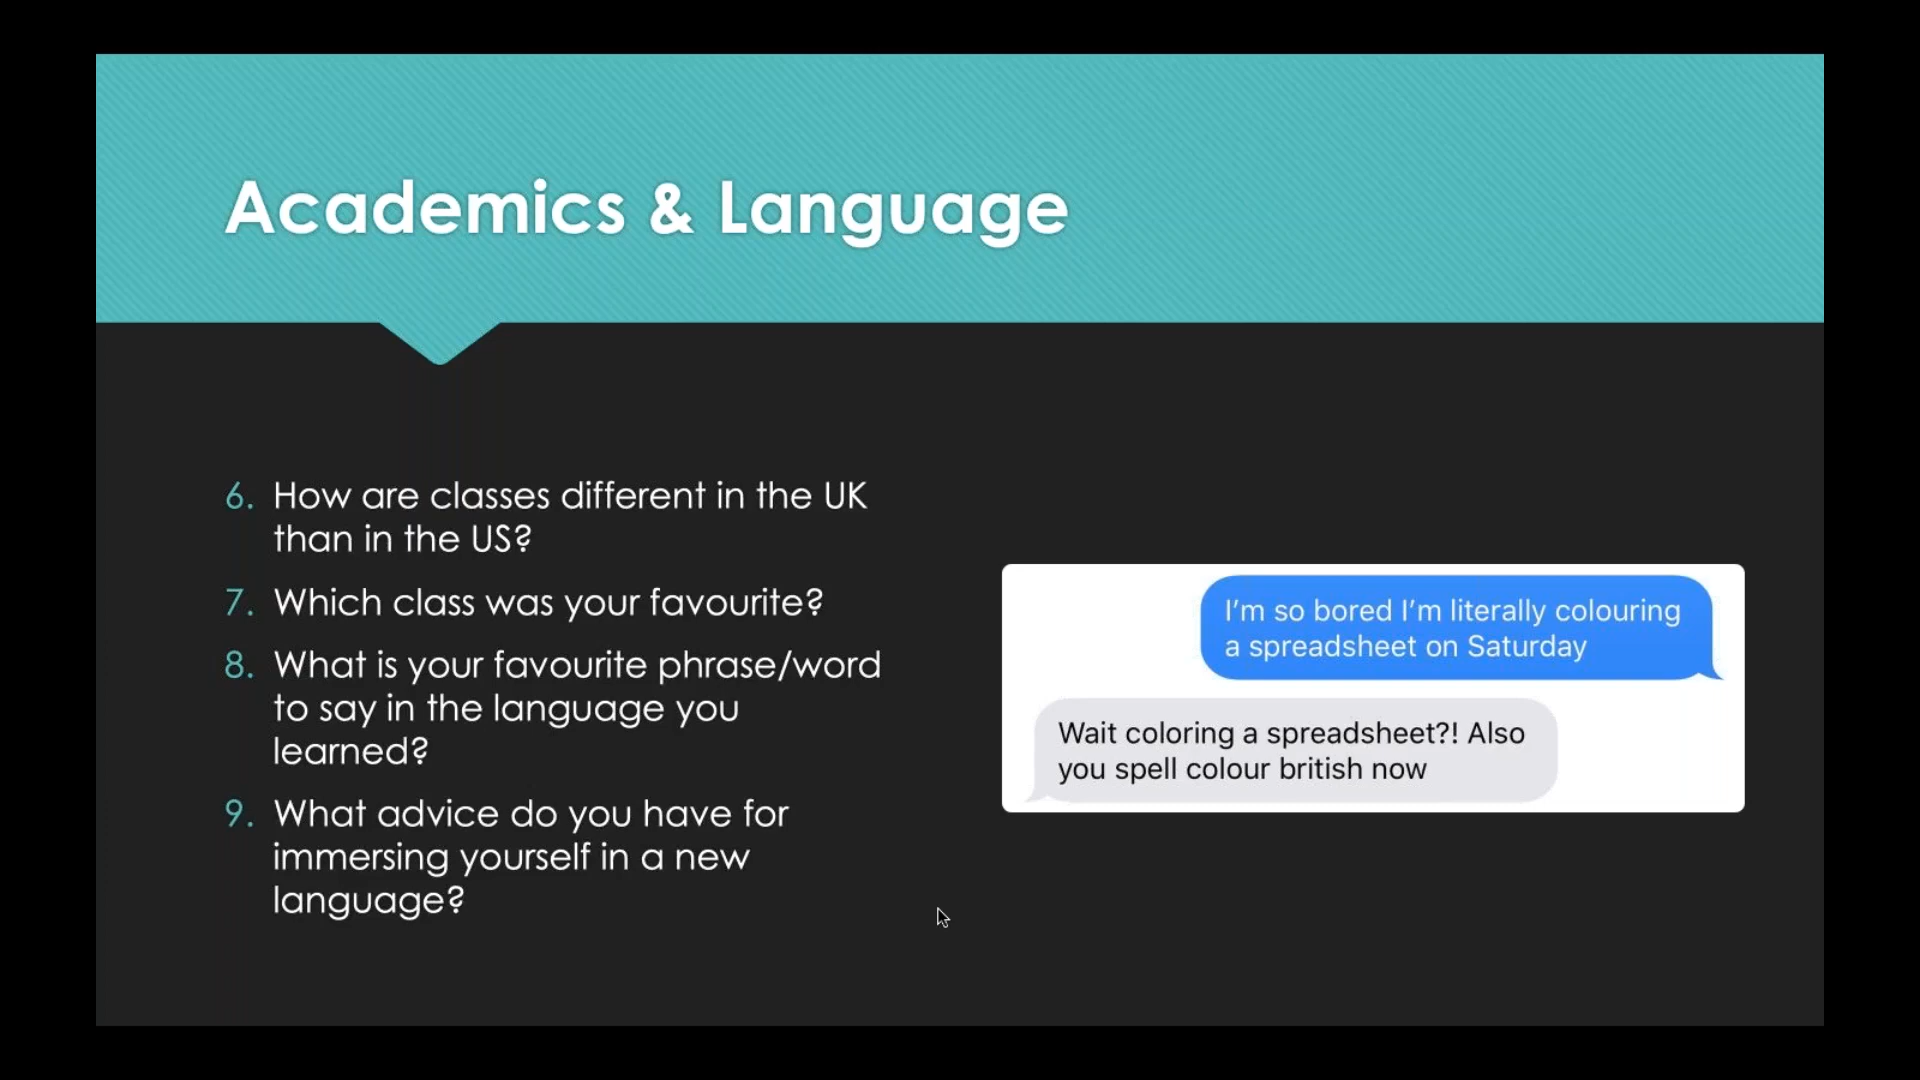 Academics & Language
6. How are classes different in the UK
than in the US?
7. Which class was your favourite?
8. What is your favourite phrase/word
to say in the language you
learned?
9. What advice do you have for
immersing yourself in a new
language?
I’m so bored I’m literally colouring
a spreadsheet on Saturday
Wait coloring a spreadsheet?! Also
you spell colour british now